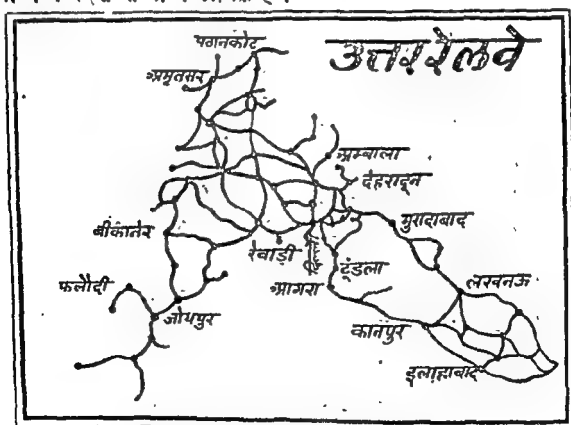 उत्तर रेलवे
पठानकोट
अमृतसर
अम्बाला
देहरादून
मुरादाबाद
बीकानेर
रेवाड़ी
दिल्ली
टूंडला
फलौदी
आगरा
लखनऊ
जोधपुर
कानपुर
इलाहाबाद